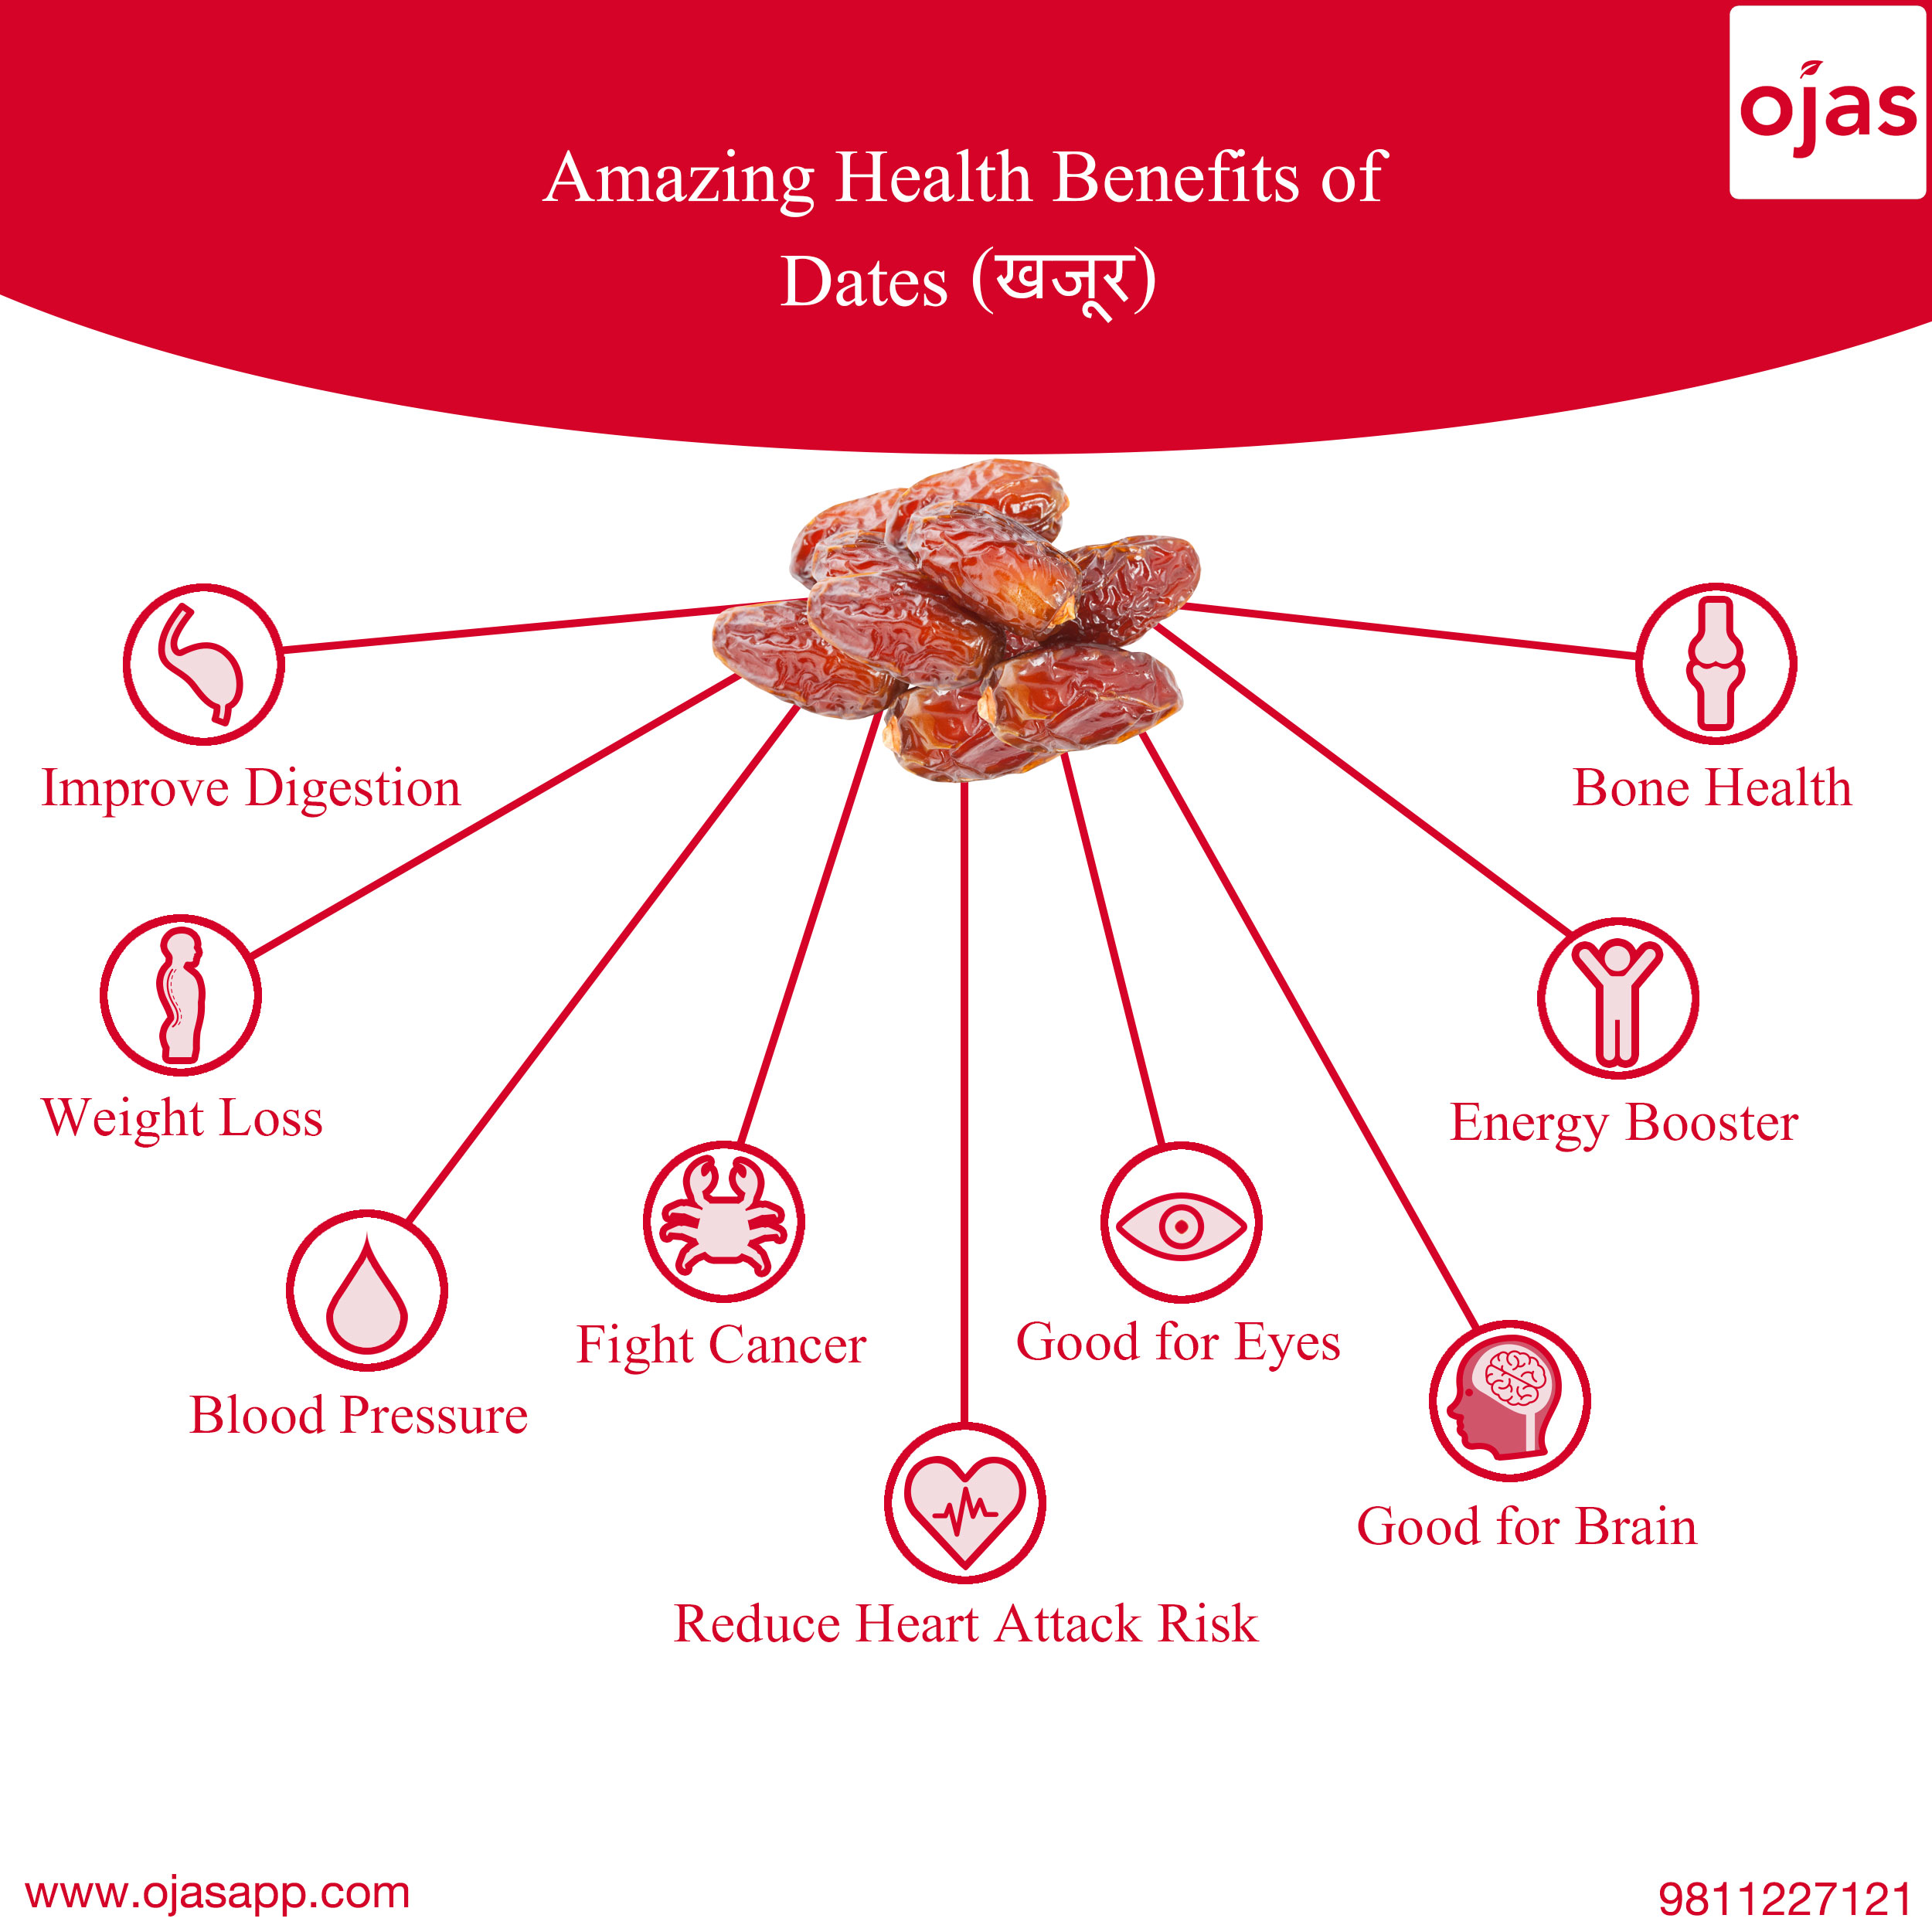 ojas
Amazing Health Benefits of
Dates (खजूर)
Improve Digestion
Bone Health
Weight Loss
Energy Booster
Fight Cancer
Good for Eyes
Blood Pressure
Good for Brain
Reduce Heart Attack Risk
www.ojasapp.com
9811227121